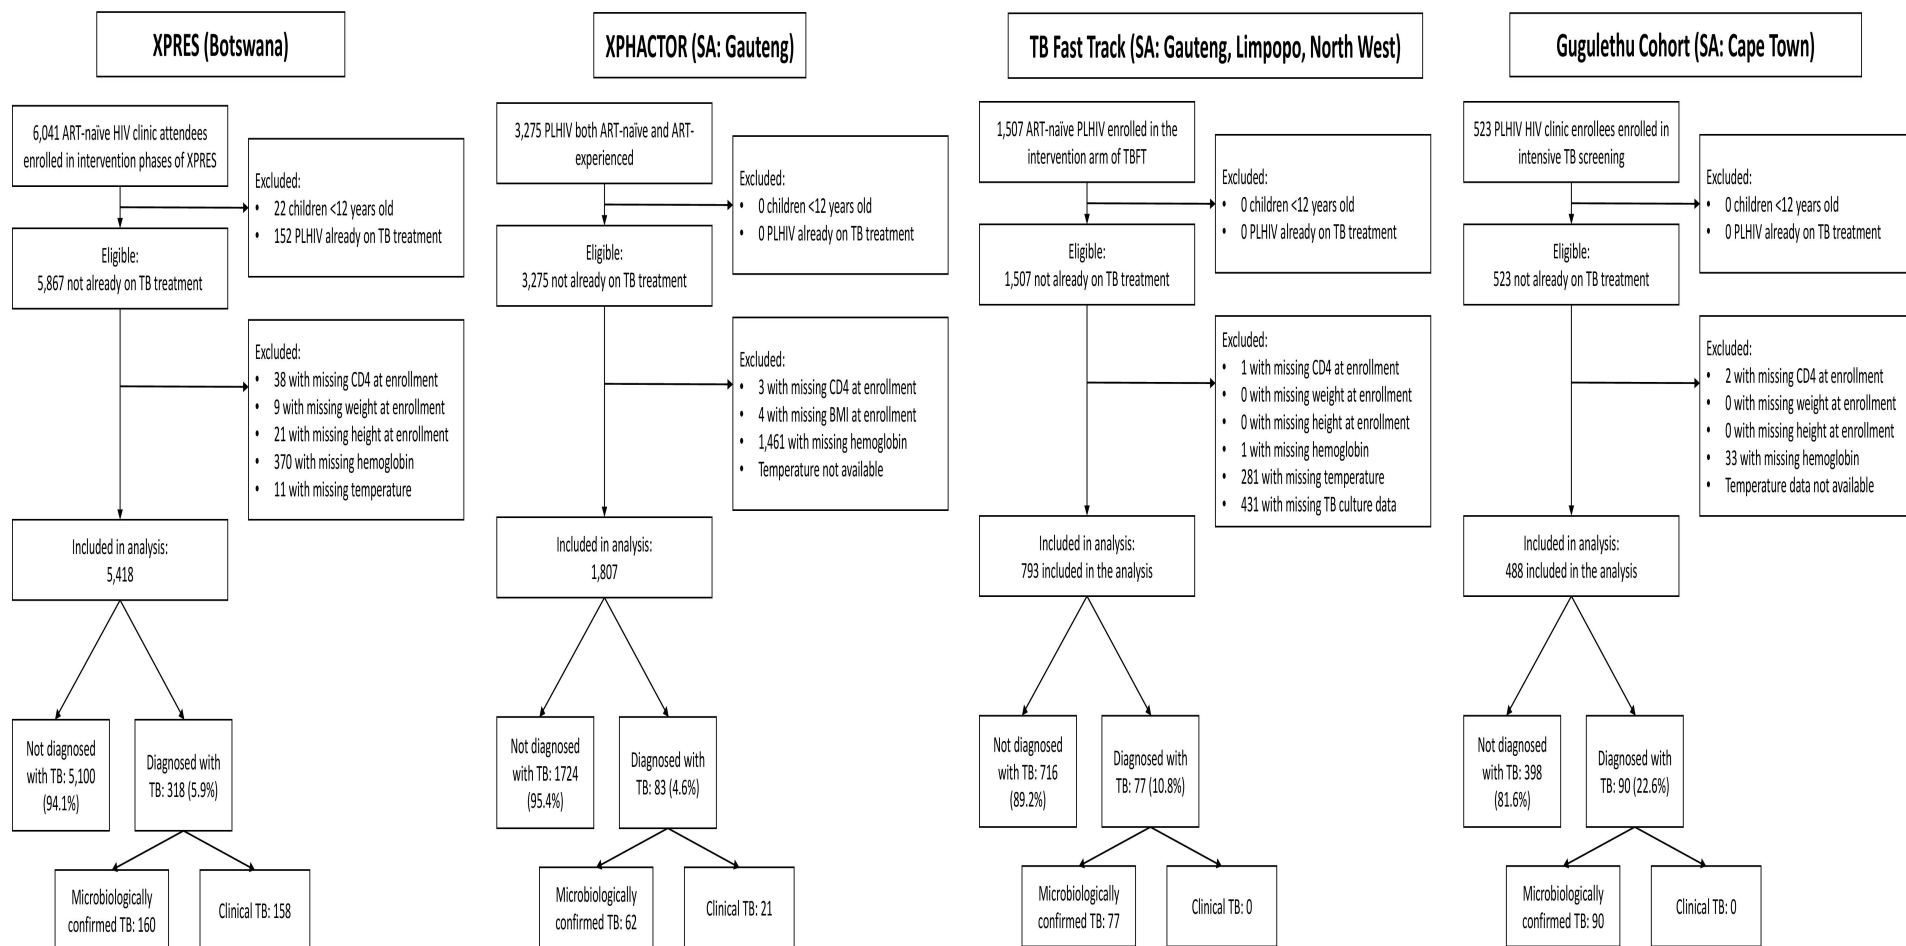 XPRES (Botswana)
6,041 ART-naïve HIV clinic attendees
enrolled in intervention phases of XPRES
Excluded:
• 22 children <12 years old
• 152 PLHIV already on TB treatment
Eligible:
5,867 not already on TB treatment
Excluded:
• 38 with missing CD4 at enrollment
• 9 with missing weight at enrollment
• 21 with missing height at enrollment
• 370 with missing hemoglobin
• 11 with missing temperature
Included in analysis:
5,418
Not diagnosed
with TB: 5,100
(94.1%)
Diagnosed with
TB: 318 (5.9%)
Microbiologically
confirmed TB: 160
Clinical TB: 158
XPHACTOR (SA: Gauteng)
3,275 PLHIV both ART-naïve and ART-
experienced
Excluded:
• 0 children <12 years old
• 0 PLHIV already on TB treatment
Eligible:
3,275 not already on TB treatment
Excluded:
• 3 with missing CD4 at enrollment
• 4 with missing BMI at enrollment
• 1,461 with missing hemoglobin
• Temperature not available
Included in analysis:
1,807
Not diagnosed
with TB: 1724
(95.4%)
Diagnosed with
TB: 83 (4.6%)
Microbiologically
confirmed TB: 62
Clinical TB: 21
TB Fast Track (SA: Gauteng, Limpopo, North West)
1,507 ART-naïve PLHIV enrolled in the
intervention arm of TBFT
Excluded:
• 0 children <12 years old
• 0 PLHIV already on TB treatment
Eligible:
1,507 not already on TB treatment
Excluded:
• 1 with missing CD4 at enrollment
• 0 with missing weight at enrollment
• 0 with missing height at enrollment
• 1 with missing hemoglobin
• 281 with missing temperature
• 431 with missing TB culture data
Included in analysis:
793 included in the analysis
Not diagnosed
with TB: 716
(89.2%)
Diagnosed with
TB: 77 (10.8%)
Microbiologically
confirmed TB: 77
Clinical TB: 0
Gugulethu Cohort (SA: Cape Town)
523 PLHIV HIV clinic enrollees enrolled in
intensive TB screening
Excluded:
• 0 children <12 years old
• 0 PLHIV already on TB treatment
Eligible:
523 not already on TB treatment
Excluded:
• 2 with missing CD4 at enrollment
• 0 with missing weight at enrollment
• 0 with missing height at enrollment
• 33 with missing hemoglobin
• Temperature data not available
Included in analysis:
488 included in the analysis
Not diagnosed
with TB: 398
(81.6%)
Diagnosed with
TB: 90 (22.6%)
Microbiologically
confirmed TB: 90
Clinical TB: 0